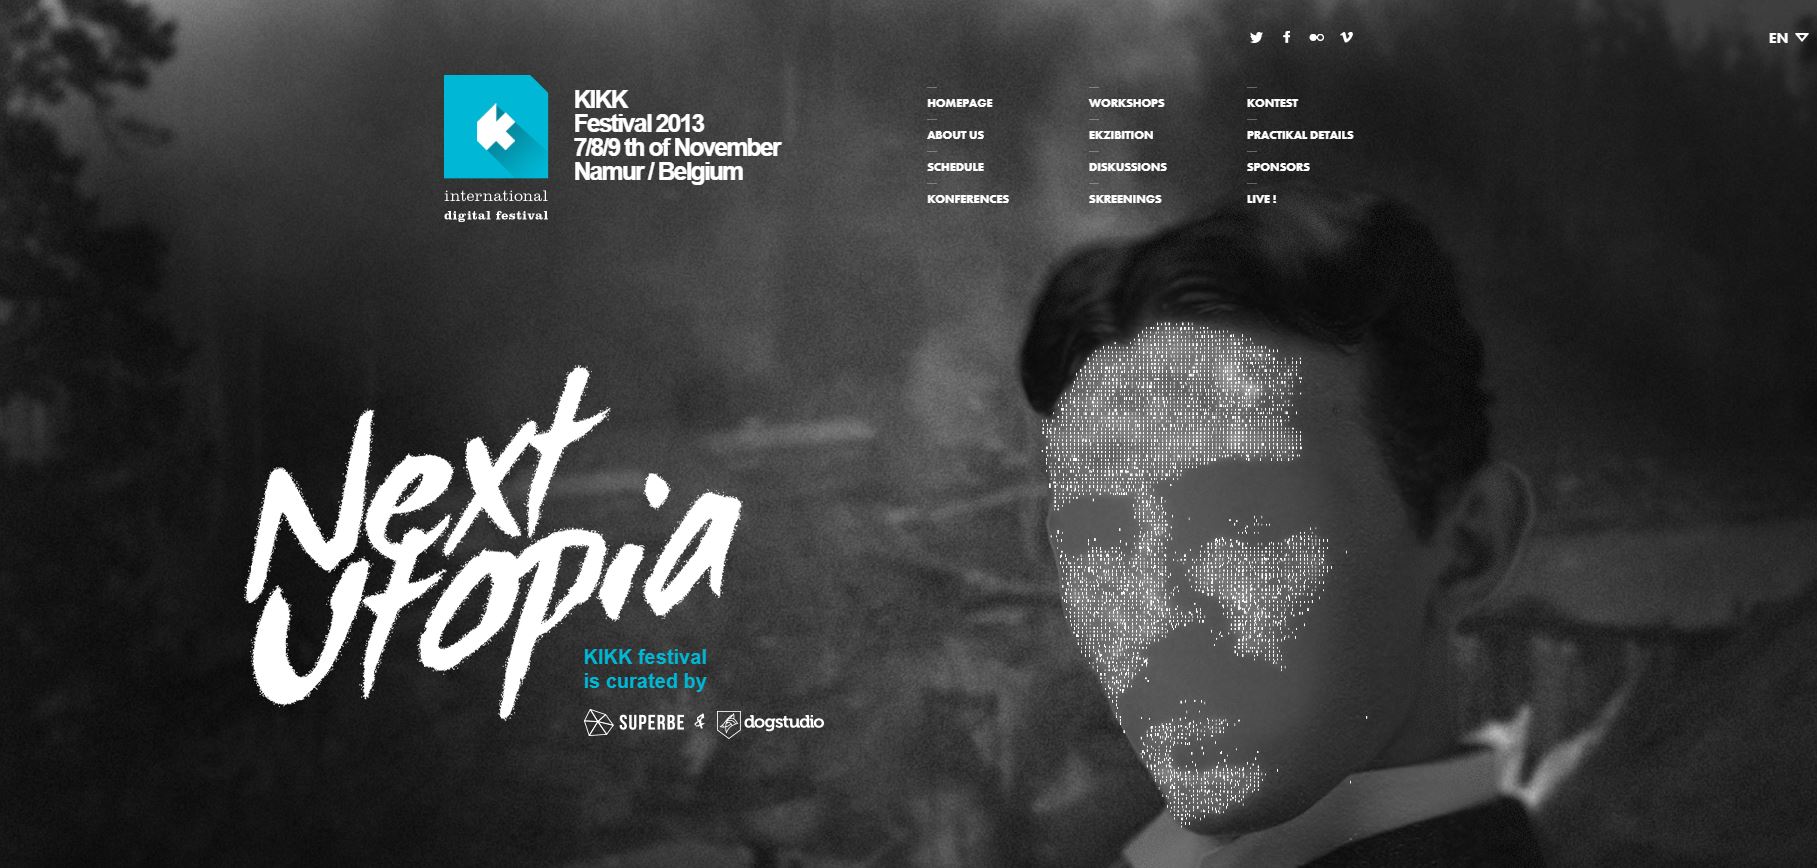 EN
KIKK
Festival 2013
7/8/9 th of November
Namur / Belgium
international
digital festival
HOMEPAGE
ABOUT US
SCHEDULE
KONFERENCES
WORKSHOPS
EKZIBITION
DISKUSSIONS
SKREENINGS
KONTEST
PRACTIKAL DETAILS
SPONSORS
LIVE !
Next
Utopia
KIKK festival
is curated by
SUPERBE & dogstudio